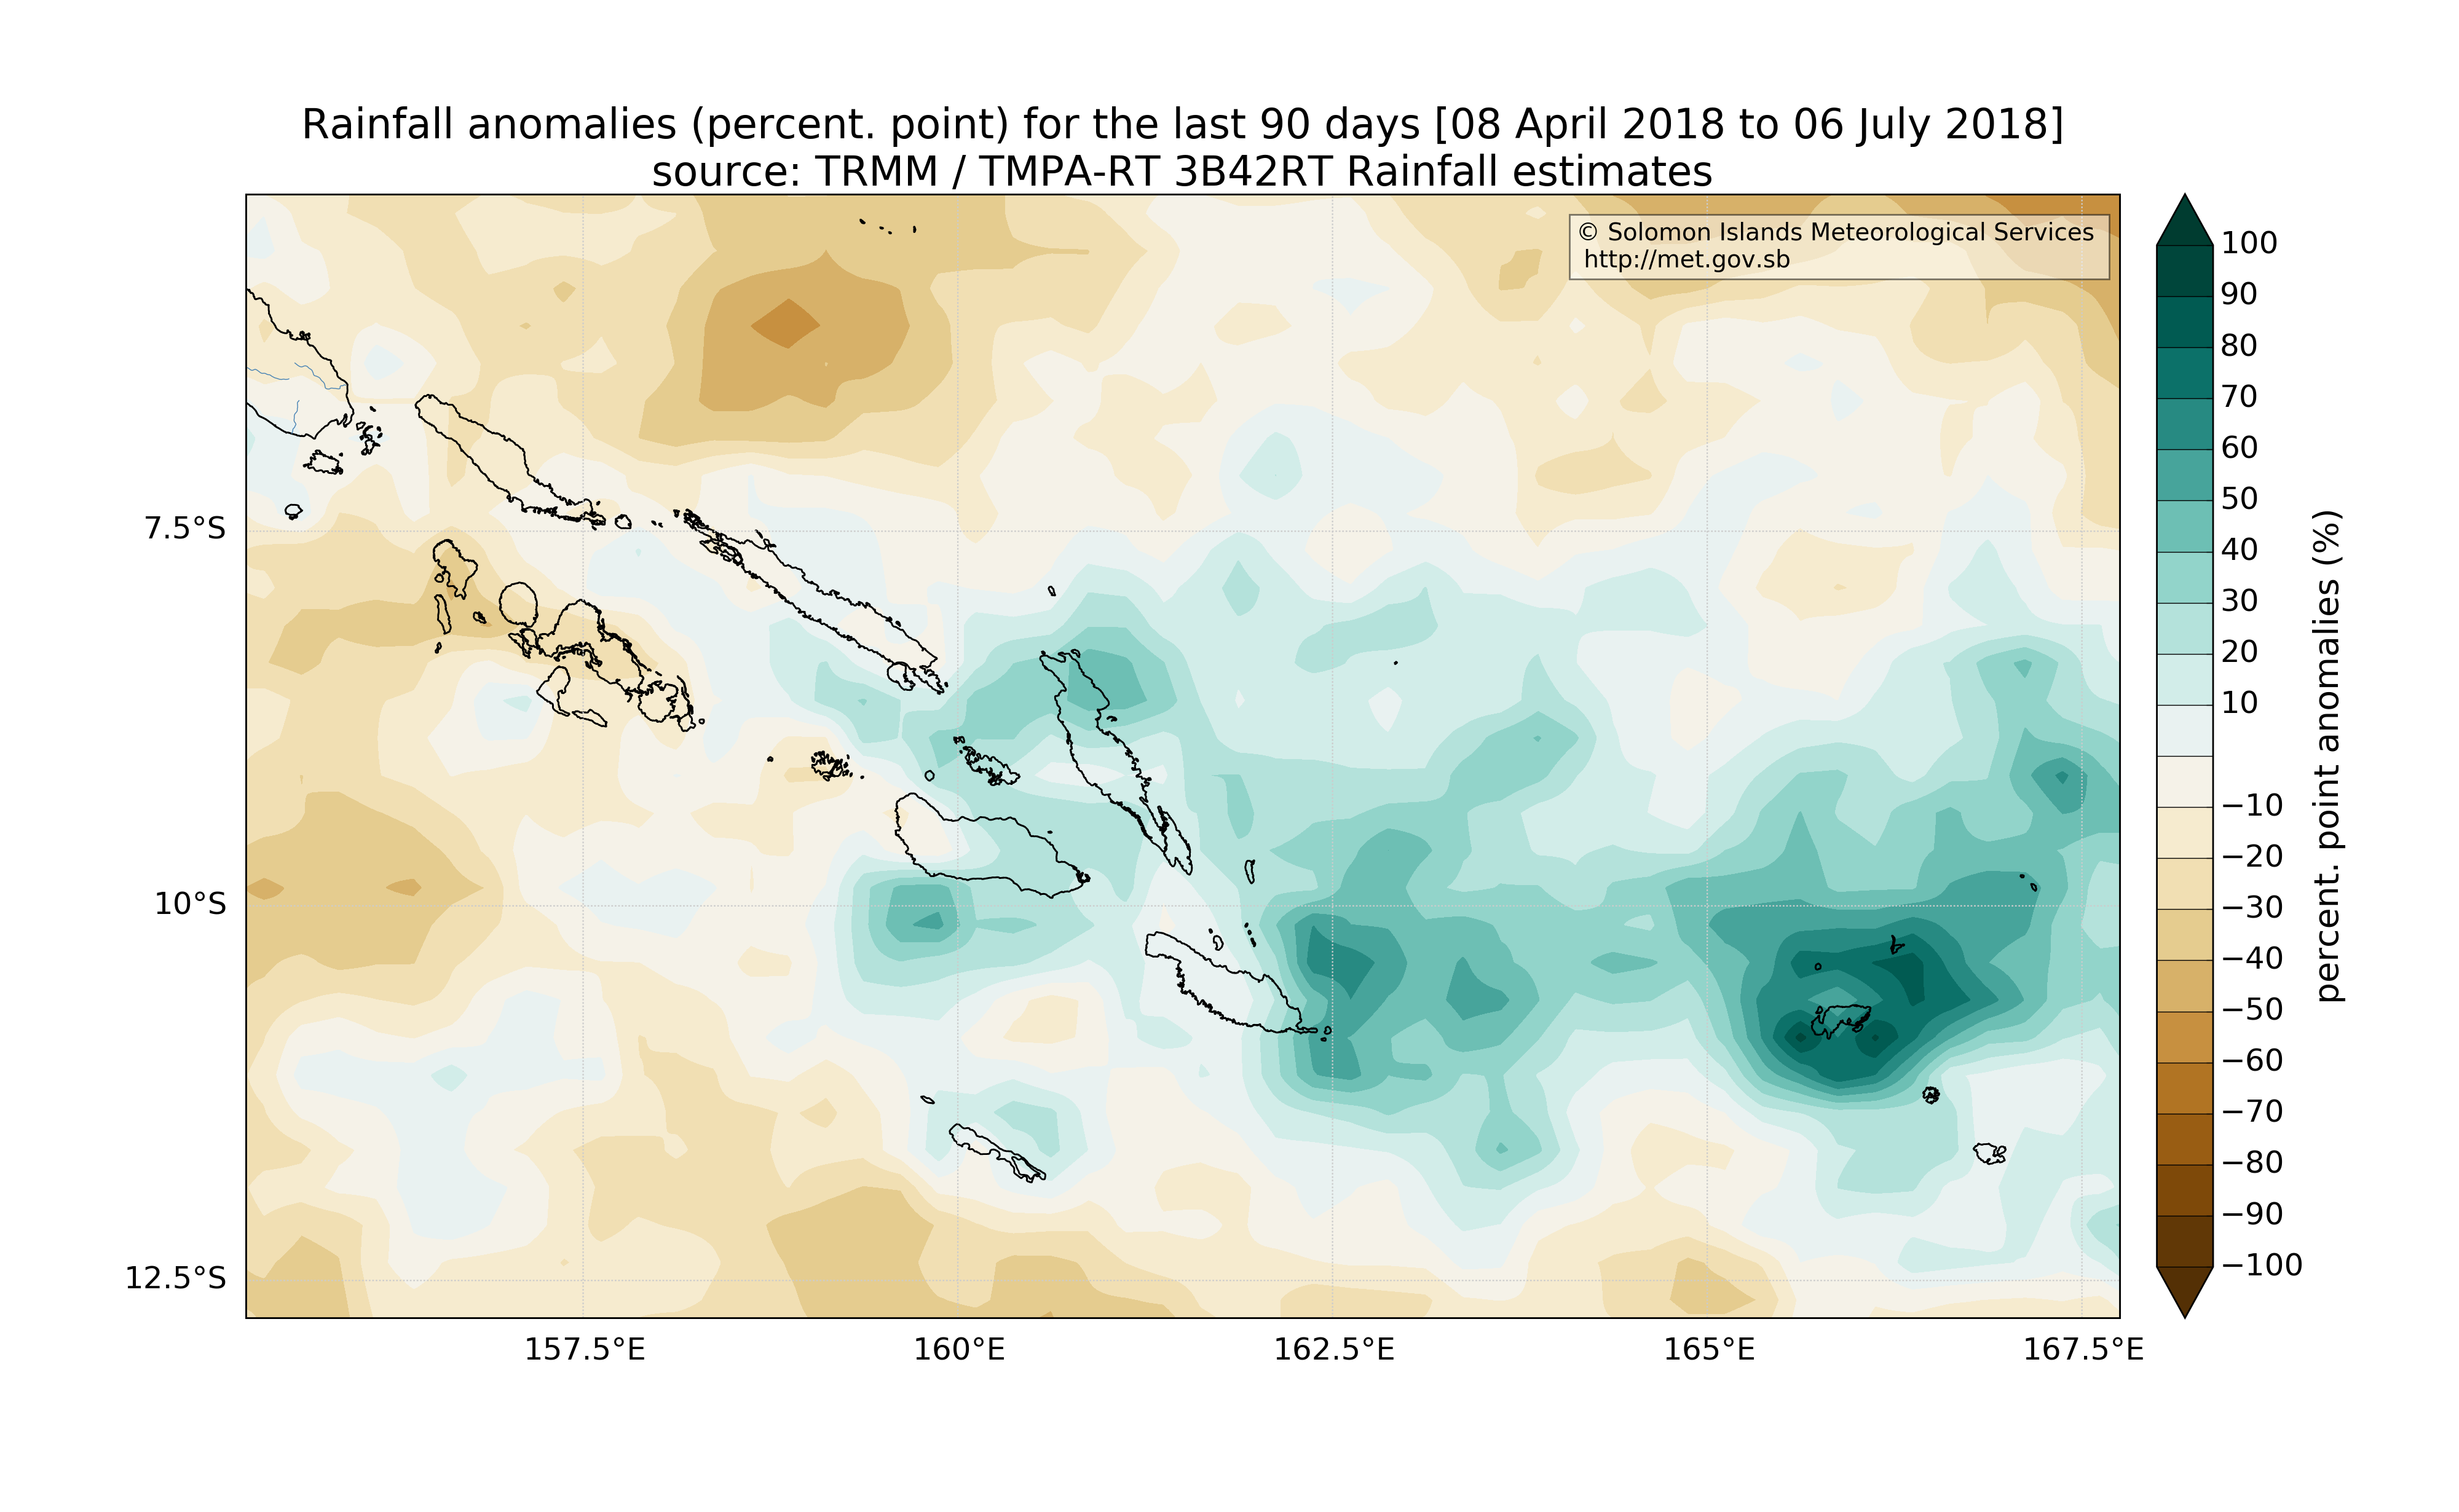 Rainfall anomalies (percent. point) for the last 90 days [08 April 2018 to 06 July 2018]
source: TRMM / TMPA-RT 3B42RT Rainfall estimates
© Solomon Islands Meteorological Services
http://met.gov.sb
7.5°S
10°S
12.5°S
157.5°E
160°E
162.5°E
165°E
167.5°E
100
90
80
70
60
50
40
30
20
10
−10
−20
−30
−40
−50
−60
−70
−80
−90
−100
percent. point anomalies (%)